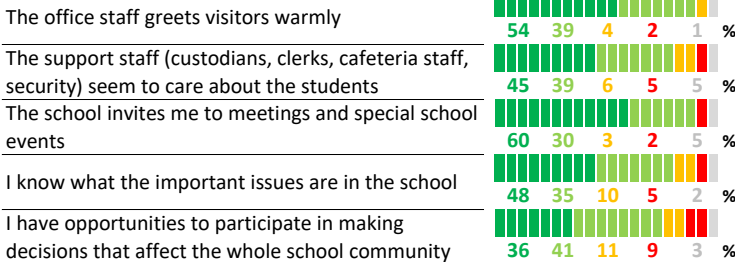 The office staff greets visitors warmly
54 39 4 2 1 %
The support staff (custodians, clerks, cafeteria staff,
security) seem to care about the students
45 39 6 5 5 %
The school invites me to meetings and special school
events
60 30 3 2 5 %
I know what the important issues are in the school
48 35 10 5 2 %
I have opportunities to participate in making
decisions that affect the whole school community
36 41 11 9 3 %